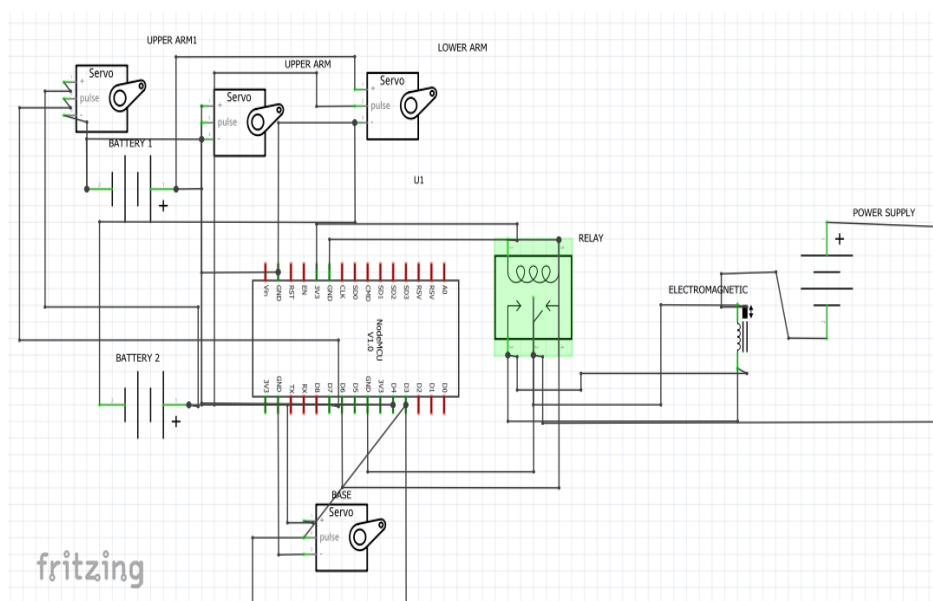 UPPER ARM1
LOWER ARM
UPPER ARM
Servo
+
pulse
-
Servo
+
pulse
-
Servo
+
pulse
-
BATTERY 1
+
U1
POWER SUPPLY
+
RELAY
ELECTROMAGNETIC
Vin GND RST EN 3V3 GND CLK SD0 CMD SD1 SD2 SD3 RSV RSV A0
NodeMCU
V1.0
3V3 GND TX RX D8 D7 D6 D5 GND 3V3 D4 D3 D2 D1 D0
BATTERY 2
+
BASE
Servo
+
pulse
-
fritzing